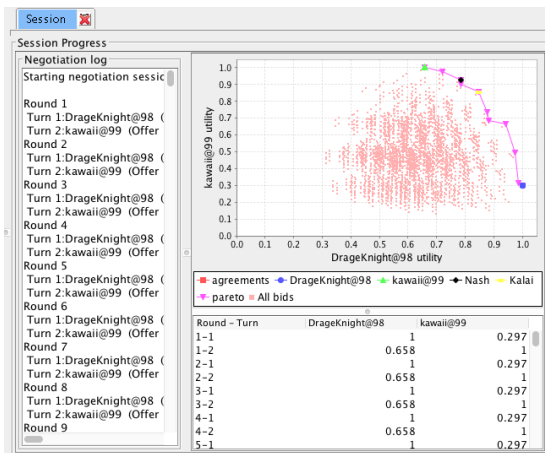 Session
Session Progress
Negotiation log
Starting negotiation sessic
Round 1
Turn 1:DrageKnight@98 (
Turn 2:kawaii@99 (Offer
Round 2
Turn 1:DrageKnight@98 (
Turn 2:kawaii@99 (Offer
Round 3
Turn 1:DrageKnight@98 (
Turn 2:kawaii@99 (Offer
Round 4
Turn 1:DrageKnight@98 (
Turn 2:kawaii@99 (Offer
Round 5
Turn 1:DrageKnight@98 (
Turn 2:kawaii@99 (Offer
Round 6
Turn 1:DrageKnight@98 (
Turn 2:kawaii@99 (Offer
Round 7
Turn 1:DrageKnight@98 (
Turn 2:kawaii@99 (Offer
Round 8
Turn 1:DrageKnight@98 (
Turn 2:kawaii@99 (Offer
Round 9
kawaii@99 utility
1.0
0.9
0.8
0.7
0.6
0.5
0.4
0.3
0.2
0.1
0.0
0.0 0.1 0.2 0.3 0.4 0.5 0.6 0.7 0.8 0.9 1.0
DrageKnight@98 utility
agreements DrageKnight@98 kawaii@99 Nash Kalai
pareto All bids
Round - Turn DrageKnight@98 kawaii@99
1-1 1 0.297
1-2 0.658 1
2-1 1 0.297
2-2 0.658 1
3-1 1 0.297
3-2 0.658 1
4-1 1 0.297
4-2 0.658 1
5-1 1 0.297